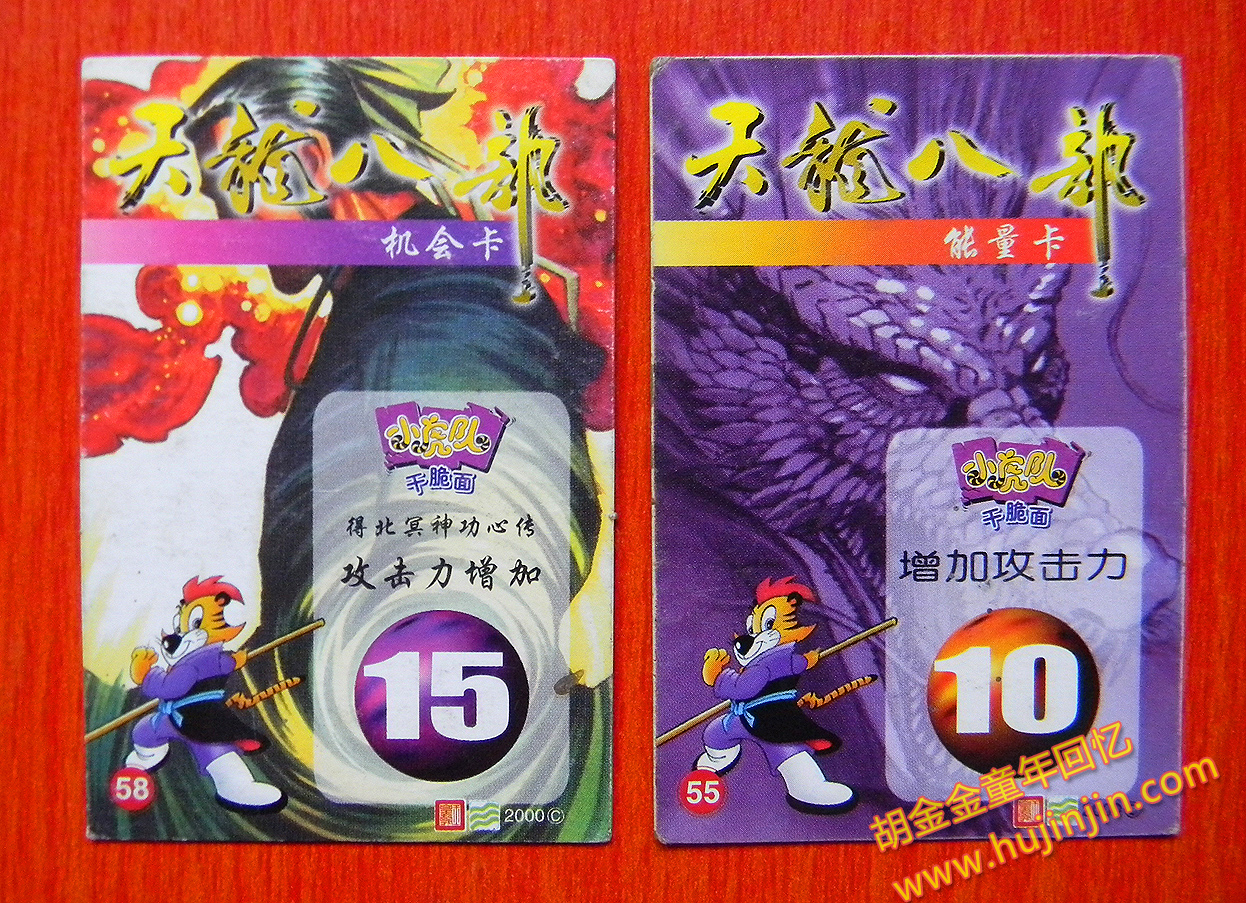 天龍八部
机会卡
小虎队
干脆面
得北冥神功心传
攻击力增加
15
58
2000©
天龍八部
能量卡
小虎队
干脆面
增加攻击力
10
55
胡金金童年回忆
www.hujinjin.com